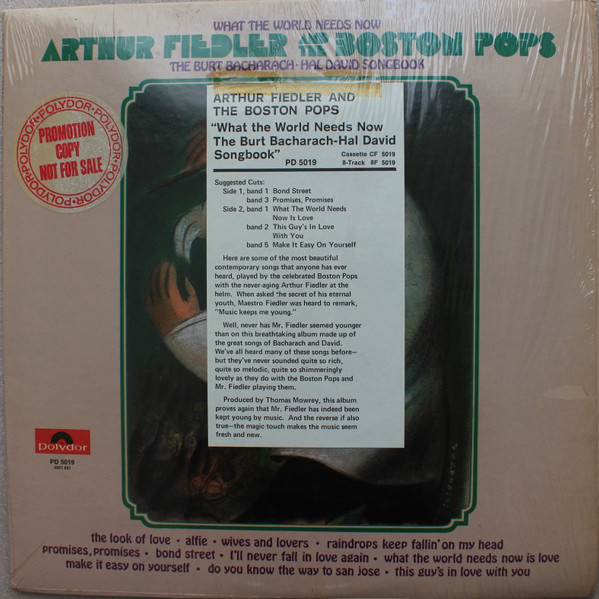 WHAT THE WORLD NEEDS NOW
ARTHUR FIEDLER AND THE BOSTON POPS
THE BURT BACHARACH · HAL DAVID SONGBOOK
POLYDOR · POLYDOR · POLYDOR · POLYDOR
PROMOTION
COPY
NOT FOR SALE
ARTHUR FIEDLER AND
THE BOSTON POPS
"What the World Needs Now
The Burt Bacharach-Hal David
Songbook"
PD 5019
Cassette CF 5019
8-Track 8F 5019
Suggested Cuts:
Side 1, band 1 Bond Street
band 3 Promises, Promises
Side 2, band 1 What The World Needs
Now Is Love
band 2 This Guy's In Love
With You
band 5 Make It Easy On Yourself
Here are some of the most beautiful
contemporary songs that anyone has ever
heard, played by the celebrated Boston Pops
with the never-aging Arthur Fiedler at the
helm. When asked he secret of his eternal
youth, Maestro Fiedler was heard to remark,
"Music keeps me young."
Well, never has Mr. Fiedler seemed younger
than on this breathtaking album made up of
the great songs of Bacharach and David.
We've all heard many of these songs before—
but they've never sounded quite so rich,
quite so melodic, quite so shimmeringly
lovely as they do with the Boston Pops and
Mr. Fiedler playing them.
Produced by Thomas Mowrey, this album
proves again that Mr. Fiedler has indeed been
kept young by music. And the reverse if also
true—the magic touch makes the music seem
fresh and new.
Polydor
PD 5019
the look of love · alfie · wives and lovers · raindrops keep fallin' on my head
promises, promises · bond street · I'll never fall in love again · what the world needs now is love
make it easy on yourself · do you know the way to san jose · this guy's in love with you